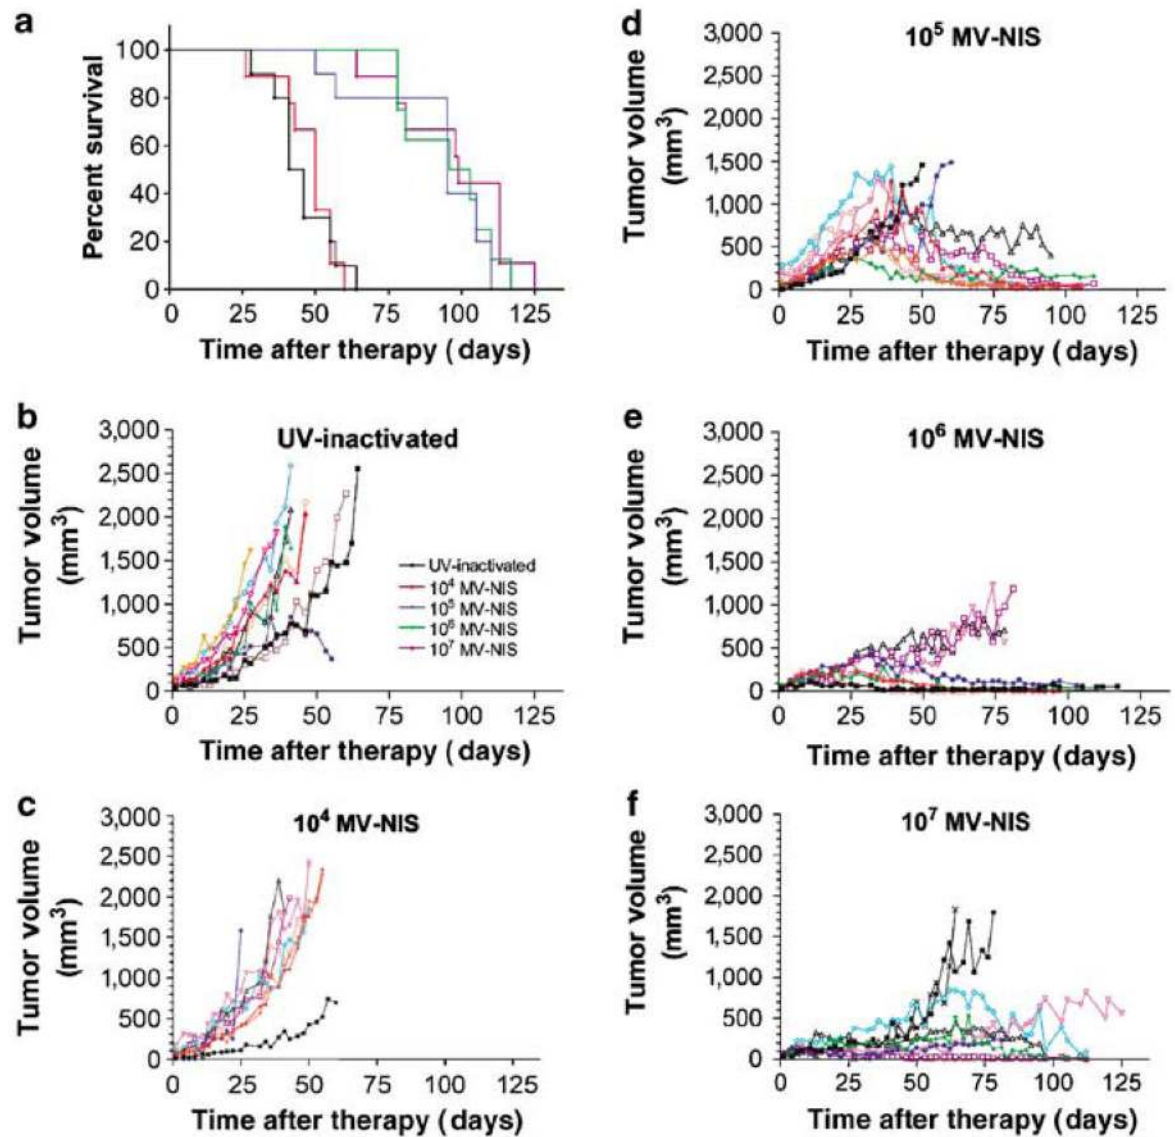 a
Percent survival
100
80
60
40
20
0
0 25 50 75 100 125
Time after therapy (days)
b
UV-inactivated
Tumor volume
(mm³)
3,000
2,500
2,000
1,500
1,000
500
0
UV-inactivated
10⁴ MV-NIS
10⁵ MV-NIS
10⁶ MV-NIS
10⁷ MV-NIS
0 25 50 75 100 125
Time after therapy (days)
c
10⁴ MV-NIS
Tumor volume
(mm³)
3,000
2,500
2,000
1,500
1,000
500
0
0 25 50 75 100 125
Time after therapy (days)
d
10⁵ MV-NIS
Tumor volume
(mm³)
3,000
2,500
2,000
1,500
1,000
500
0
0 25 50 75 100 125
Time after therapy (days)
e
10⁶ MV-NIS
Tumor volume
(mm³)
3,000
2,500
2,000
1,500
1,000
500
0
0 25 50 75 100 125
Time after therapy (days)
f
10⁷ MV-NIS
Tumor volume
(mm³)
3,000
2,500
2,000
1,500
1,000
500
0
0 25 50 75 100 125
Time after therapy (days)